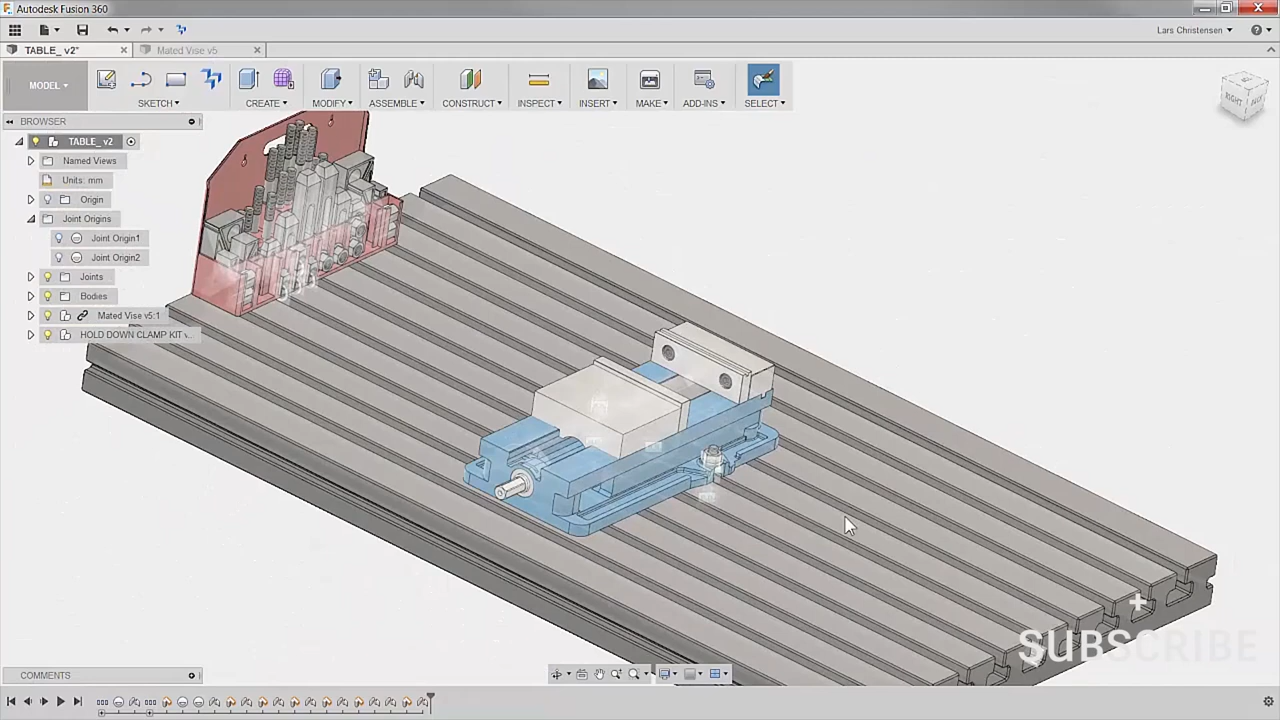 Autodesk Fusion 360
Lars Christensen
TABLE_ v2*
Mated Vise v5
MODEL
SKETCH
CREATE
MODIFY
ASSEMBLE
CONSTRUCT
INSPECT
INSERT
MAKE
ADD-INS
SELECT
RIGHT
BROWSER
TABLE_ v2
Named Views
Units: mm
Origin
Joint Origins
Joint Origin1
Joint Origin2
Joints
Bodies
Mated Vise v5:1
HOLD DOWN CLAMP KIT v...
SUBSCRIBE
COMMENTS